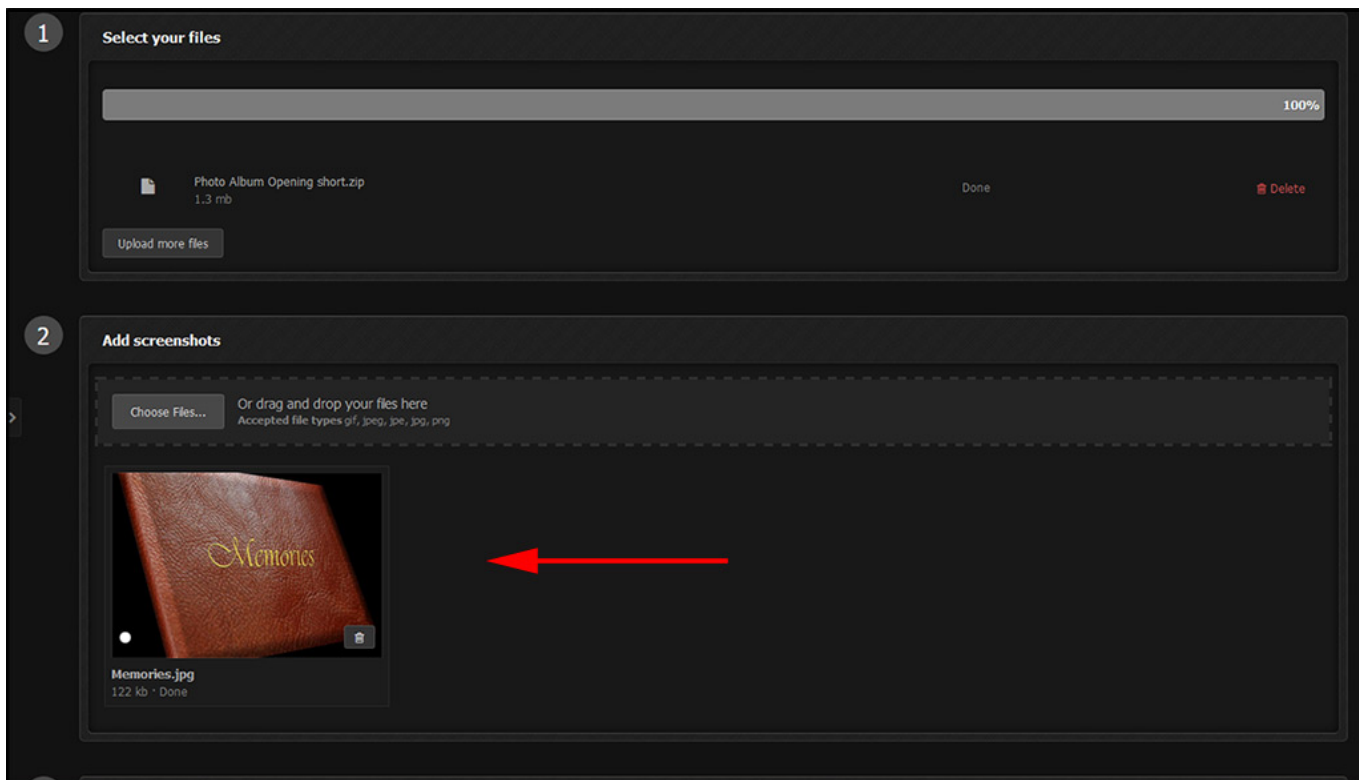 1
Select your files
100%
Photo Album Opening short.zip
1.3 mb
Done
Delete
Upload more files
2
Add screenshots
Choose Files...
Or drag and drop your files here
Accepted file types gif, jpeg, jpe, jpg, png
Memories
Memories.jpg
122 kb · Done